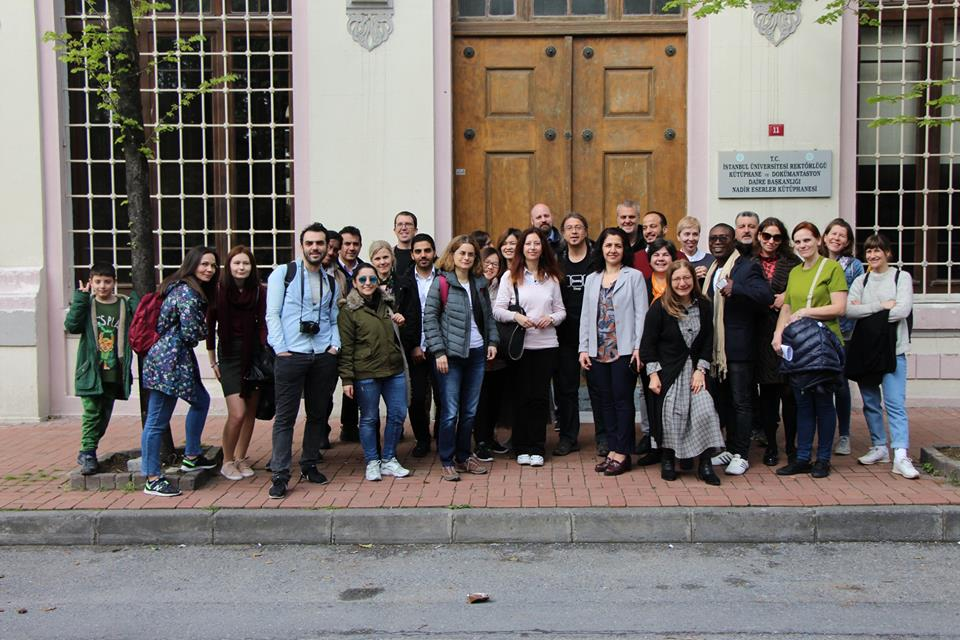 11
T.C.
İSTANBUL ÜNİVERSİTESİ REKTÖRLÜĞÜ
KÜTÜPHANE VE DOKÜMANTASYON
DAİRE BAŞKANLIĞI
NADİR ESERLER KÜTÜPHANESİ